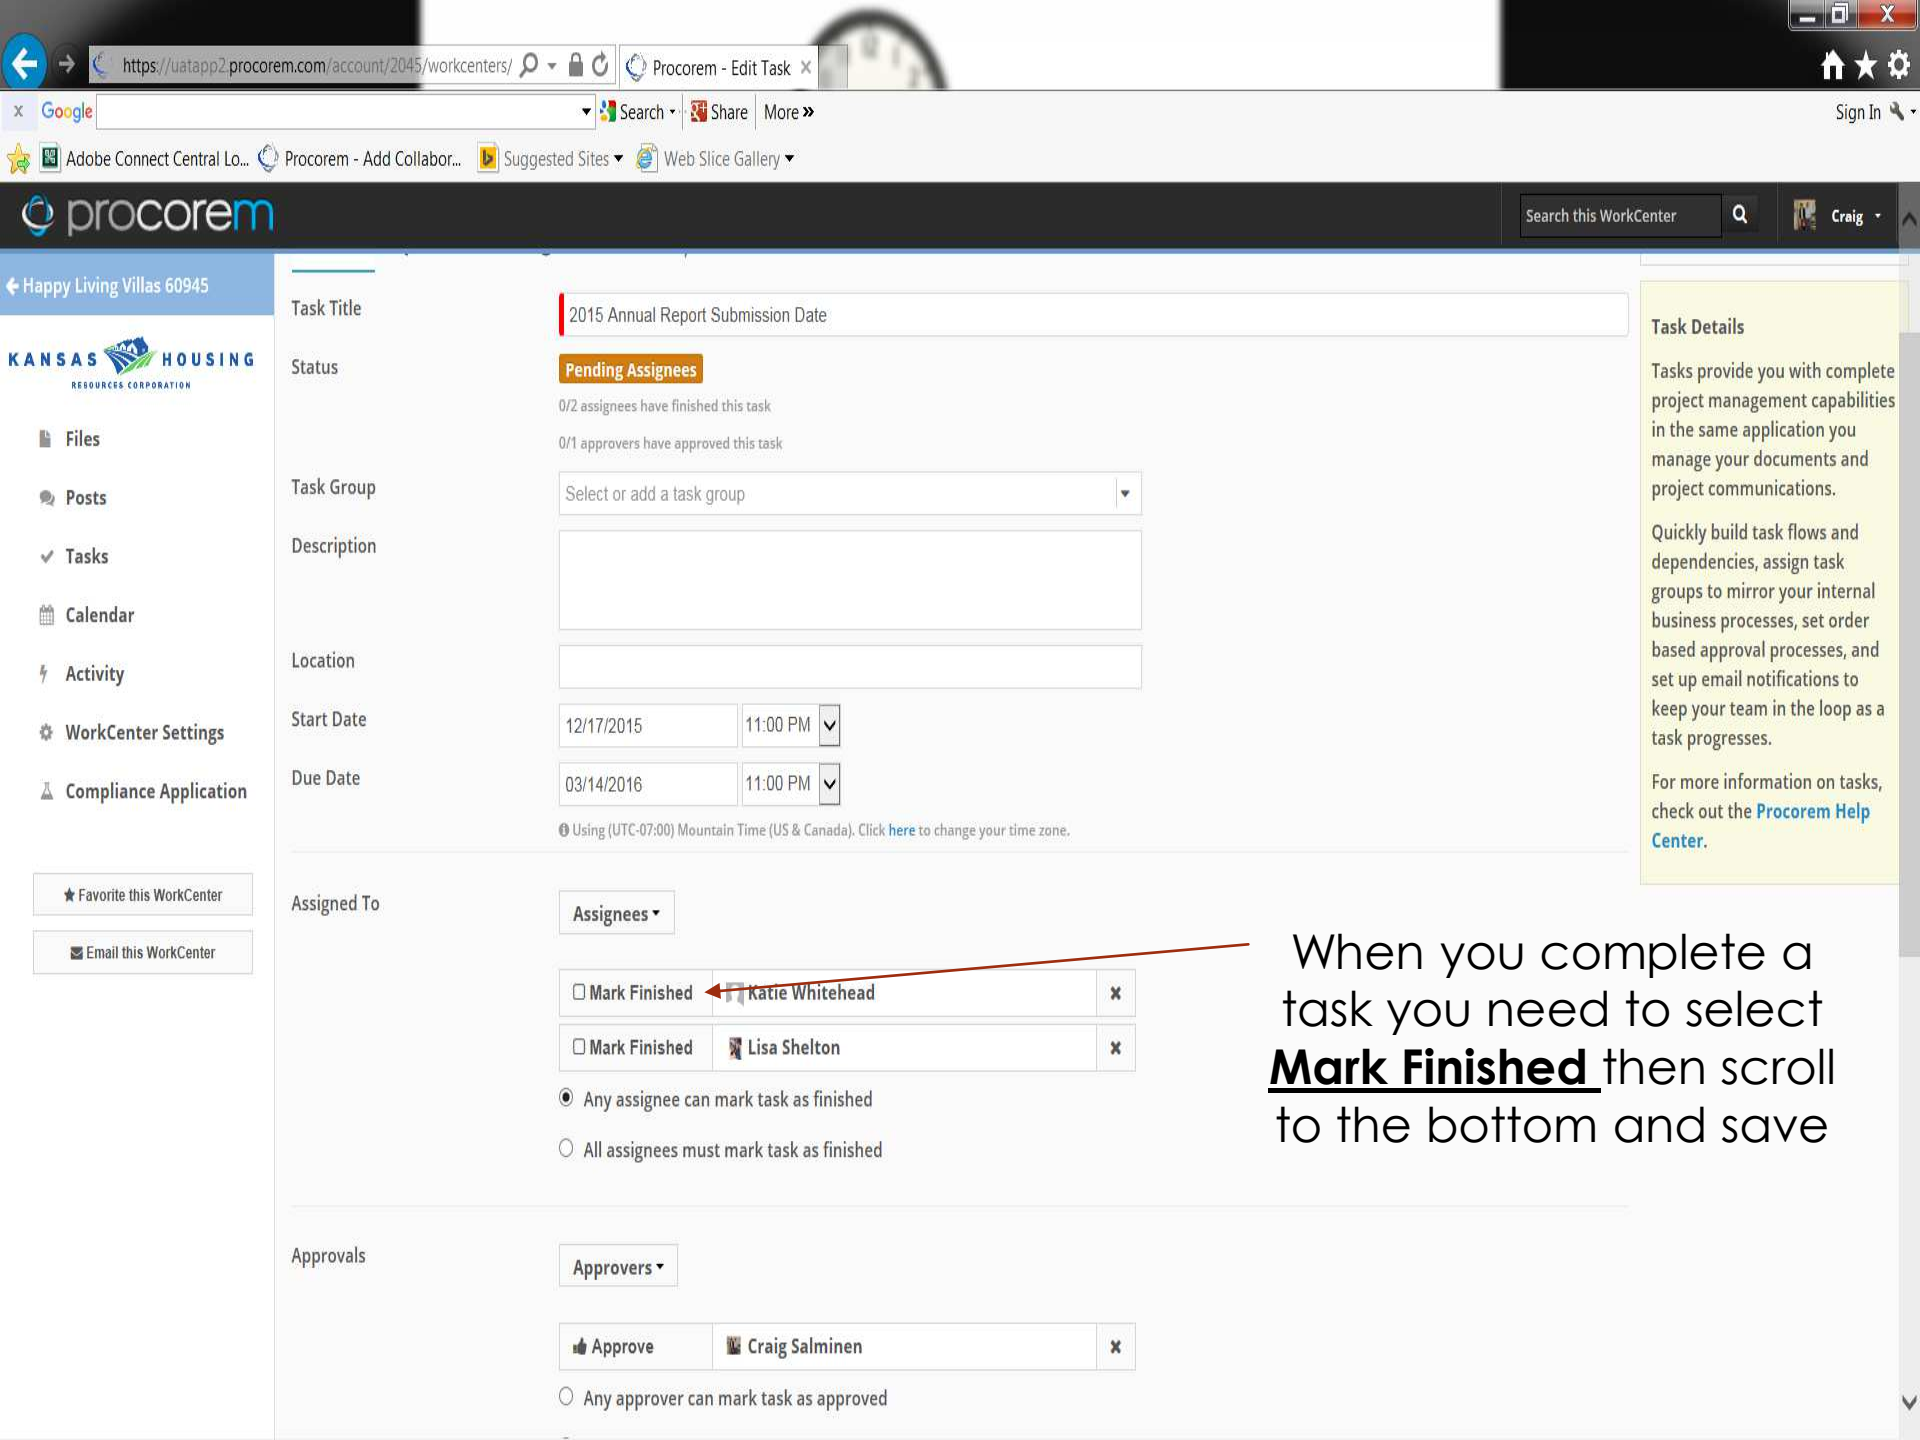 https://uatapp2.procorem.com/account/2045/workcenters/
Procorem - Edit Task
Google
Search
Share
More »
Sign In
Adobe Connect Central Lo...
Procorem - Add Collabor...
Suggested Sites
Web Slice Gallery
procorem
Search this WorkCenter
Craig
Happy Living Villas 60945
KANSAS HOUSING
RESOURCES CORPORATION
Files
Posts
Tasks
Calendar
Activity
WorkCenter Settings
Compliance Application
Favorite this WorkCenter
Email this WorkCenter
Task Title
2015 Annual Report Submission Date
Status
Pending Assignees
0/2 assignees have finished this task
0/1 approvers have approved this task
Task Group
Select or add a task group
Description
Location
Start Date
12/17/2015
11:00 PM
Due Date
03/14/2016
11:00 PM
Using (UTC-07:00) Mountain Time (US & Canada). Click here to change your time zone.
Assigned To
Assignees
Mark Finished
Katie Whitehead
Mark Finished
Lisa Shelton
Any assignee can mark task as finished
All assignees must mark task as finished
Approvals
Approvers
Approve
Craig Salminen
Any approver can mark task as approved
Task Details
Tasks provide you with complete
project management capabilities
in the same application you
manage your documents and
project communications.
Quickly build task flows and
dependencies, assign task
groups to mirror your internal
business processes, set order
based approval processes, and
set up email notifications to
keep your team in the loop as a
task progresses.
For more information on tasks,
check out the Procorem Help
Center.
When you complete a
task you need to select
Mark Finished then scroll
to the bottom and save